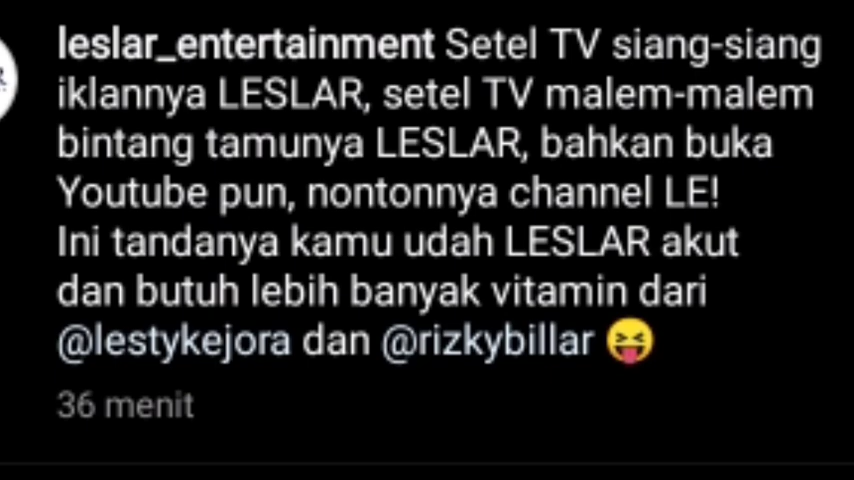 leslar_entertainment Setel TV siang-siang
iklannya LESLAR, setel TV malem-malem
bintang tamunya LESLAR, bahkan buka
Youtube pun, nontonnya channel LE!
Ini tandanya kamu udah LESLAR akut
dan butuh lebih banyak vitamin dari
@lestykejora dan @rizkybillar 😝
36 menit